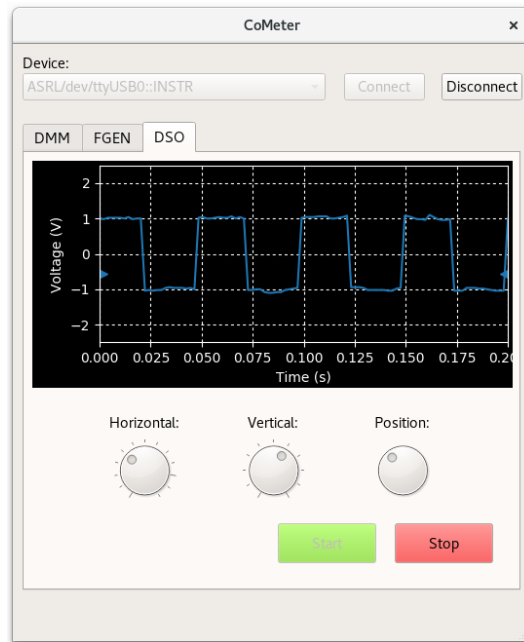 CoMeter ×
Device:
ASRL/dev/ttyUSB0::INSTR Connect Disconnect
DMM FGEN DSO
2
1
0
−1
−2
Voltage (V)
0.000 0.025 0.050 0.075 0.100 0.125 0.150 0.175 0.20
Time (s)
Horizontal: Vertical: Position:
Start Stop